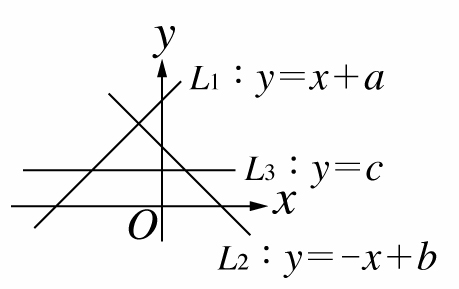 y
L₁：y=x+a
L₃：y=c
x
O
L₂：y=-x+b